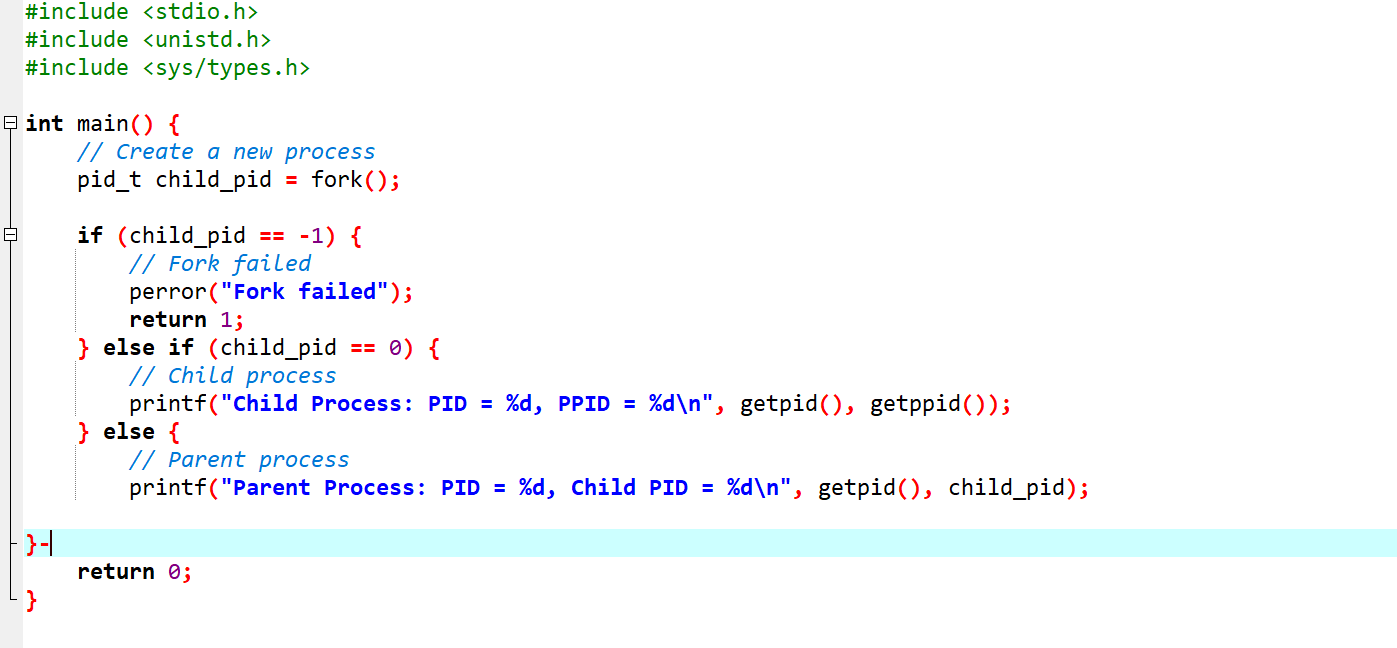 #include <stdio.h>
#include <unistd.h>
#include <sys/types.h>
int main() {
// Create a new process
pid_t child_pid = fork();
if (child_pid == -1) {
// Fork failed
perror("Fork failed");
return 1;
} else if (child_pid == 0) {
// Child process
printf("Child Process: PID = %d, PPID = %d\n", getpid(), getppid());
} else {
// Parent process
printf("Parent Process: PID = %d, Child PID = %d\n", getpid(), child_pid);
}-
return 0;
}